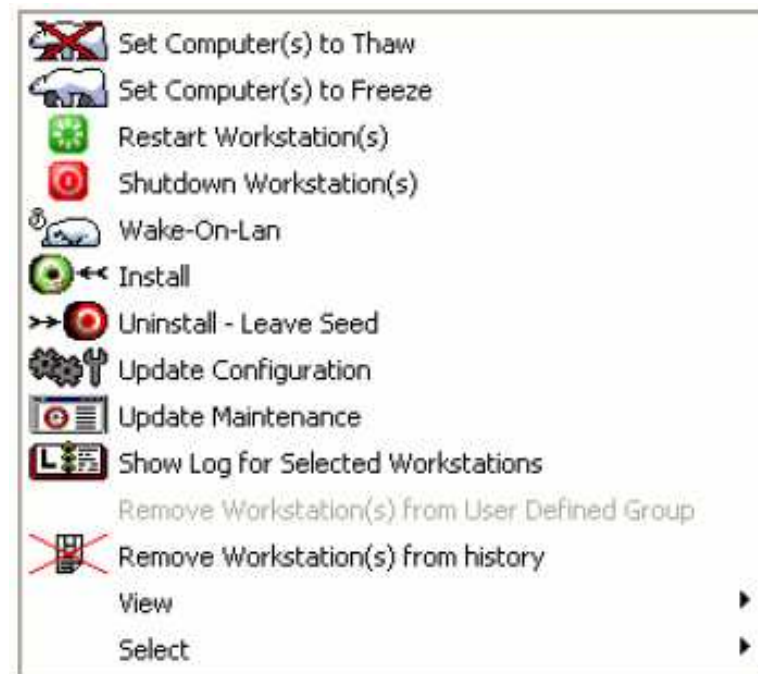 Set Computer(s) to Thaw
Set Computer(s) to Freeze
Restart Workstation(s)
Shutdown Workstation(s)
Wake-On-Lan
Install
Uninstall - Leave Seed
Update Configuration
Update Maintenance
Show Log for Selected Workstations
Remove Workstation(s) from User Defined Group
Remove Workstation(s) from history
View
Select